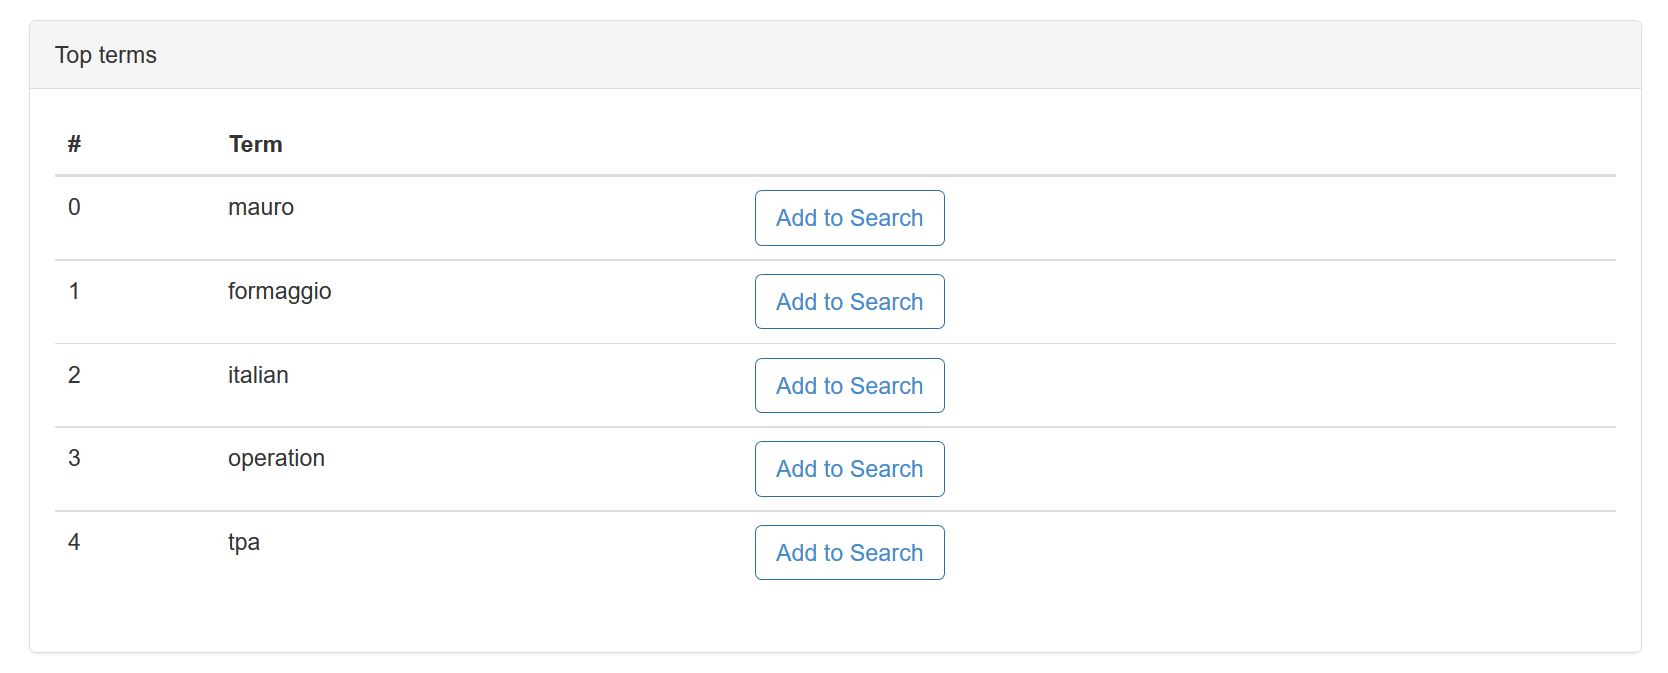 Top terms
# Term
0 mauro Add to Search
1 formaggio Add to Search
2 italian Add to Search
3 operation Add to Search
4 tpa Add to Search